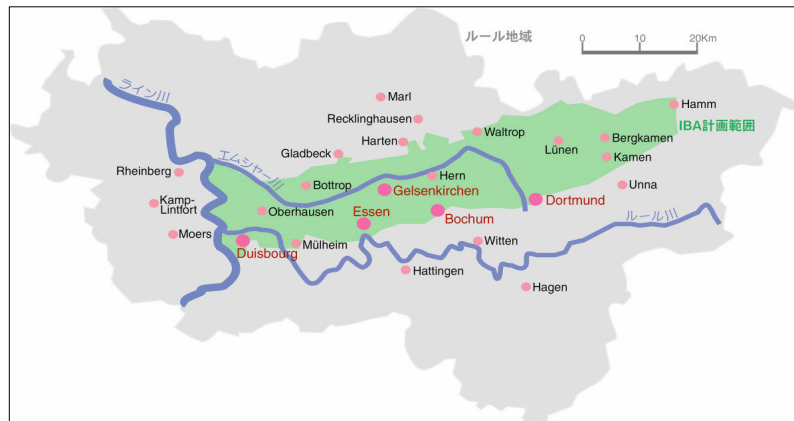 ルール地域
0 10 20Km
ライン川
Marl
Hamm
Recklinghausen
IBA計画範囲
Waltrop
Bergkamen
Harten
Lünen
エムシャー川
Gladbeck
Kamen
Rheinberg
Hern
Unna
Bottrop
Gelsenkirchen
Kamp-
Lintfort
Dortmund
Oberhausen
Essen
Bochum
ルール川
Moers
Duisbourg
Mülheim
Witten
Hattingen
Hagen